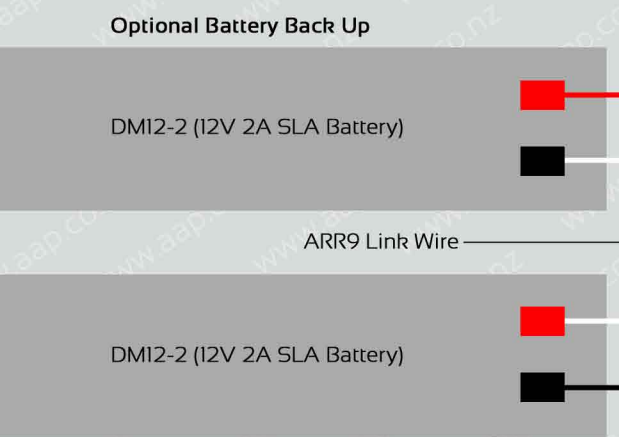 Optional Battery Back Up
DM12-2 (12V 2A SLA Battery)
ARR9 Link Wire
DM12-2 (12V 2A SLA Battery)